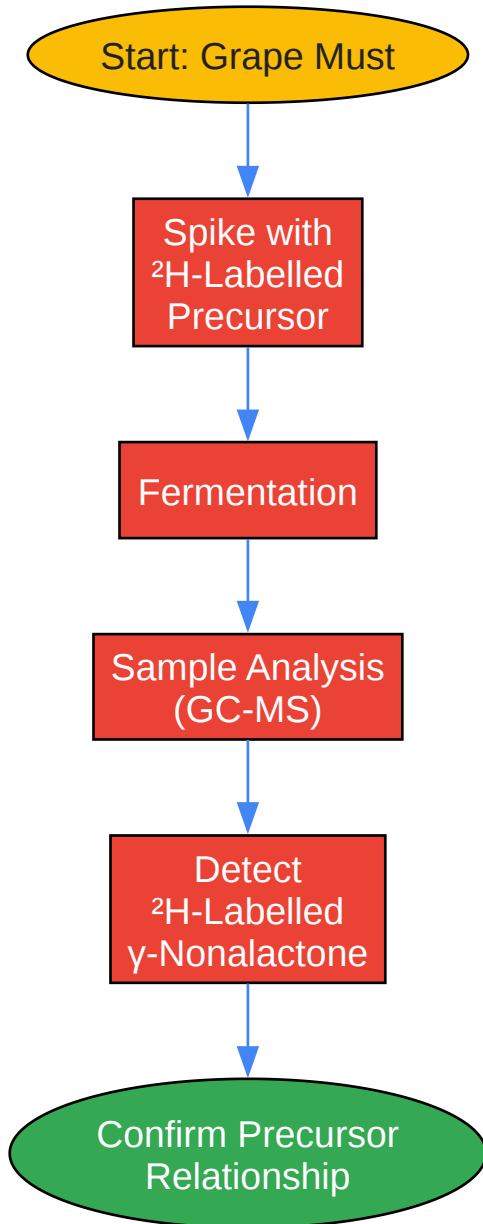 Start: Grape Must
Spike with
²H-Labelled
Precursor
Fermentation
Sample Analysis
(GC-MS)
Detect
²H-Labelled
γ-Nonalactone
Confirm Precursor
Relationship